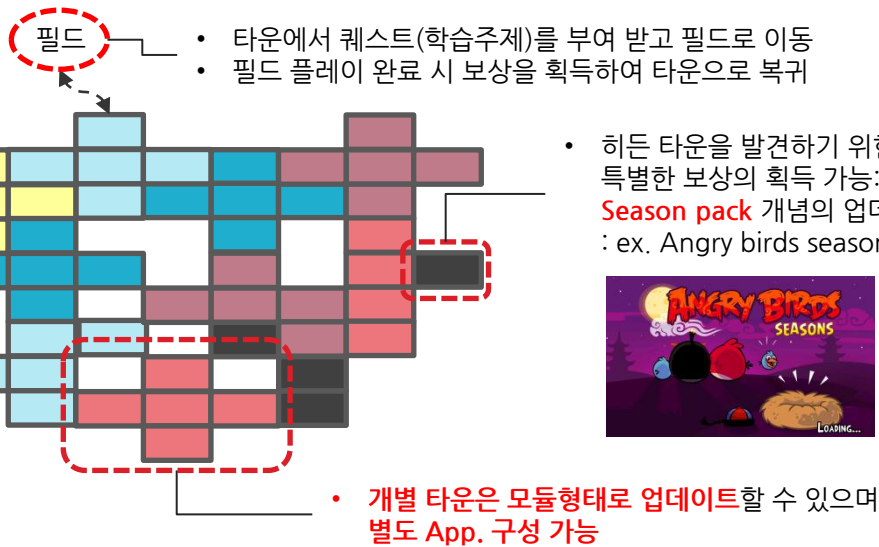 필드
• 타운에서 퀘스트(학습주제)를 부여 받고 필드로 이동
• 필드 플레이 완료 시 보상을 획득하여 타운으로 복귀
• 히든 타운을 발견하기 위한
특별한 보상의 획득 가능:
Season pack 개념의 업데
: ex. Angry birds season
ANGRY BIRDS
SEASONS
LOADING...
• 개별 타운은 모듈형태로 업데이트할 수 있으며
별도 App. 구성 가능